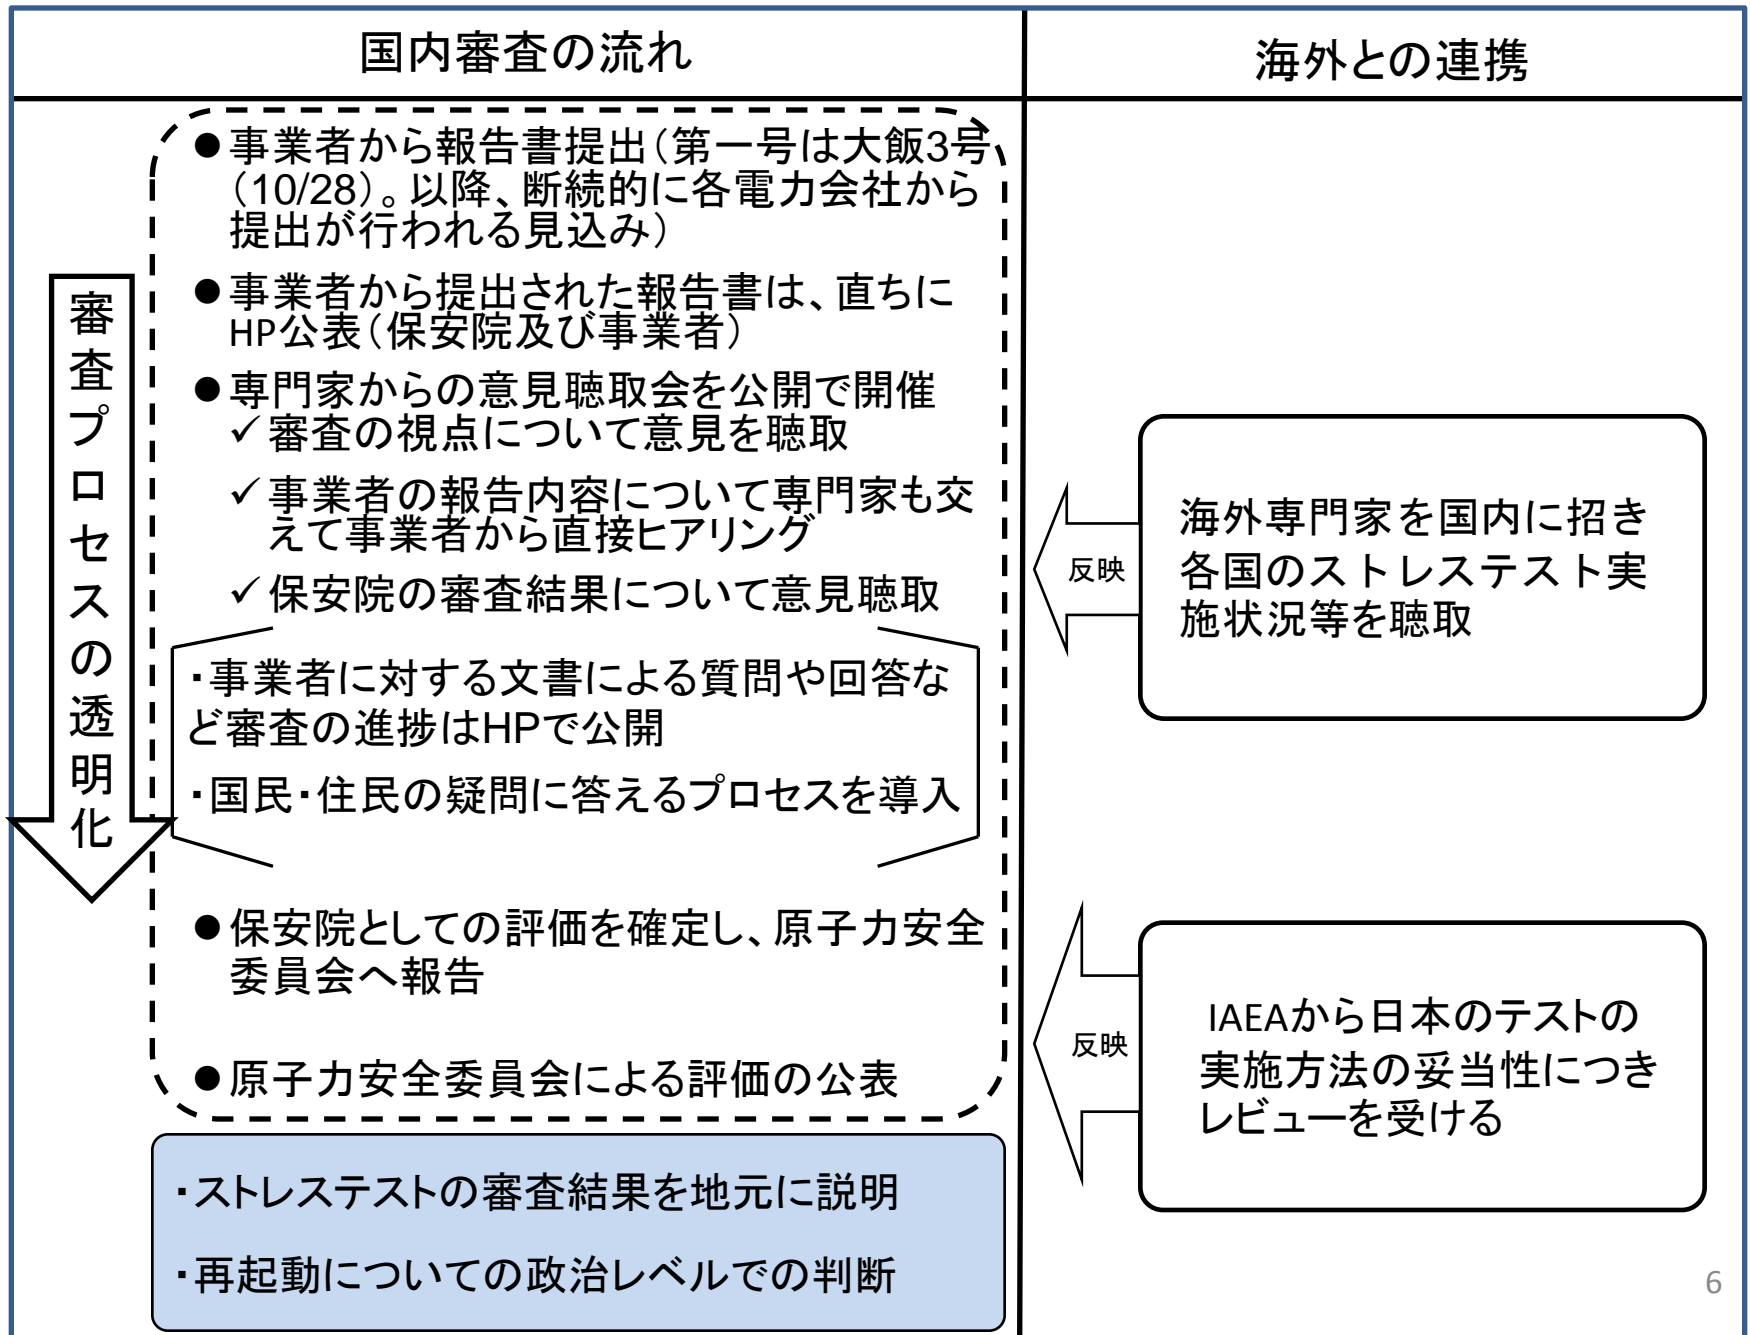 国内審査の流れ
海外との連携
審査プロセスの透明化
●事業者から報告書提出(第一号は大飯3号
(10/28)。以降、断続的に各電力会社から
提出が行われる見込み)
●事業者から提出された報告書は、直ちに
HP公表(保安院及び事業者)
●専門家からの意見聴取会を公開で開催
✓審査の視点について意見を聴取
✓事業者の報告内容について専門家も交
えて事業者から直接ヒアリング
✓保安院の審査結果について意見聴取
・事業者に対する文書による質問や回答な
ど審査の進捗はHPで公開
・国民・住民の疑問に答えるプロセスを導入
●保安院としての評価を確定し、原子力安全
委員会へ報告
●原子力安全委員会による評価の公表
・ストレステストの審査結果を地元に説明
・再起動についての政治レベルでの判断
反映
海外専門家を国内に招き
各国のストレステスト実
施状況等を聴取
反映
IAEAから日本のテストの
実施方法の妥当性につき
レビューを受ける
6